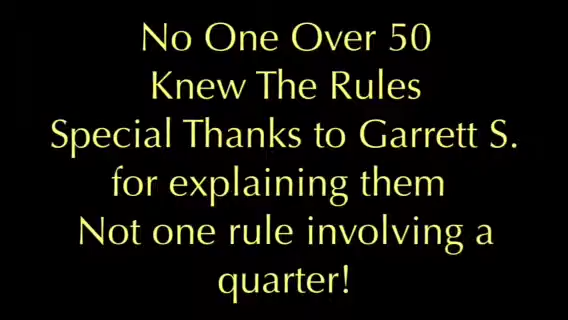 No One Over 50
Knew The Rules
Special Thanks to Garrett S.
for explaining them
Not one rule involving a
quarter!